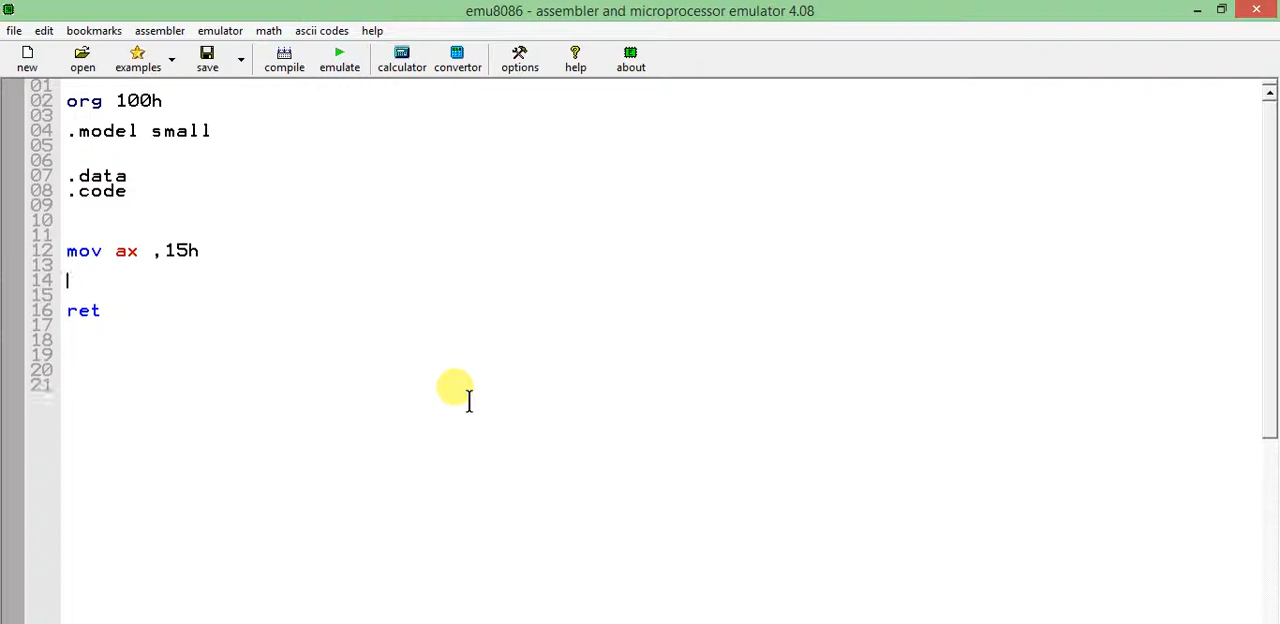 emu8086 - assembler and microprocessor emulator 4.08
file edit bookmarks assembler emulator math ascii codes help
new open examples save compile emulate calculator convertor options help about
01
02 org 100h
03
04 .model small
05
06
07 .data
08 .code
09
10
11
12 mov ax ,15h
13
14
15
16 ret
17
18
19
20
21